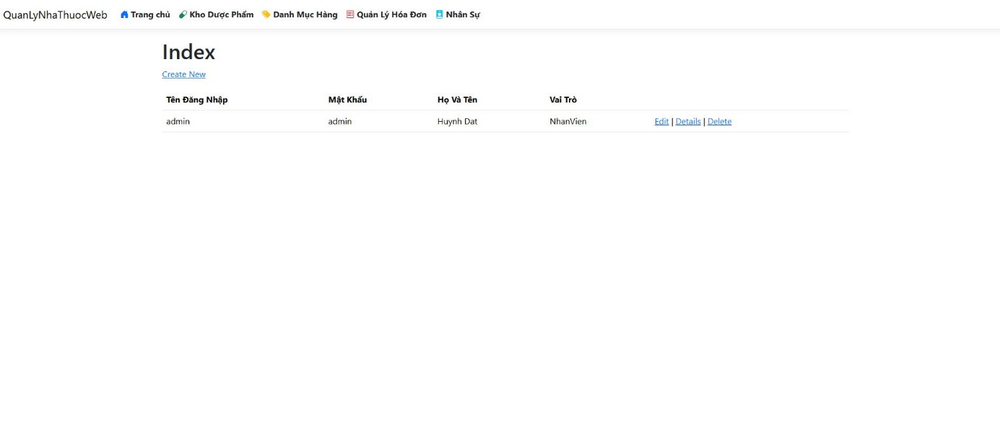 QuanLyNhaThuocWeb Trang chủ Kho Dược Phẩm Danh Mục Hàng Quản Lý Hóa Đơn Nhân Sự
Index
Create New
Tên Đăng Nhập Mật Khẩu Họ Và Tên Vai Trò
admin admin Huynh Dat NhanVien Edit | Details | Delete